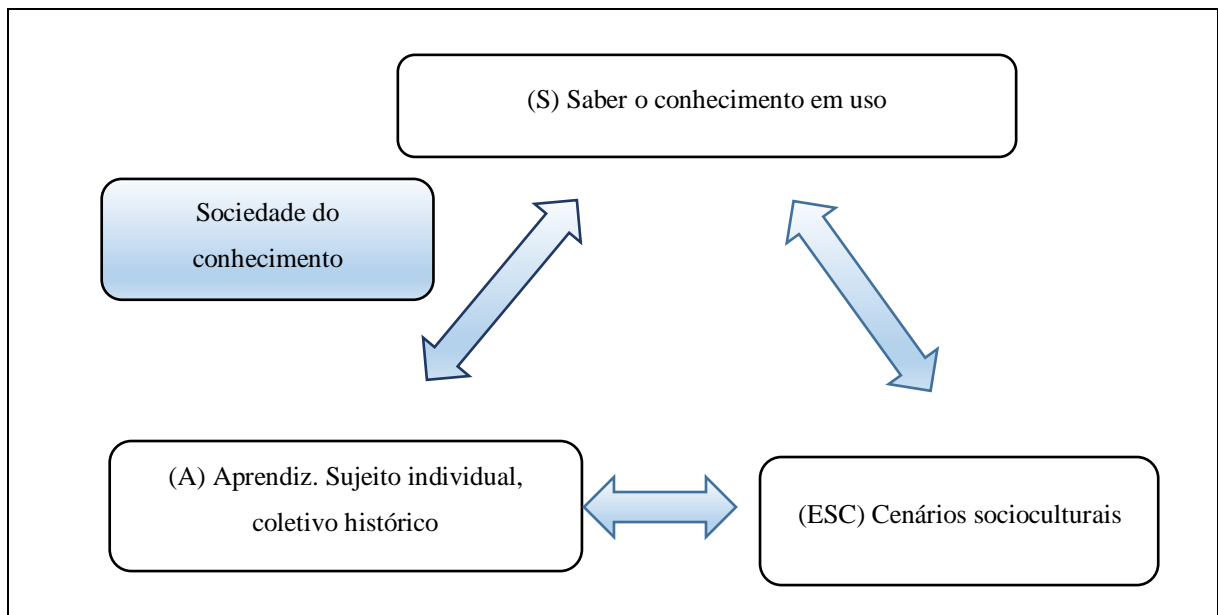 (S) Saber o conhecimento em uso
Sociedade do
conhecimento
(A) Aprendiz. Sujeito individual,
coletivo histórico
(ESC) Cenários socioculturais